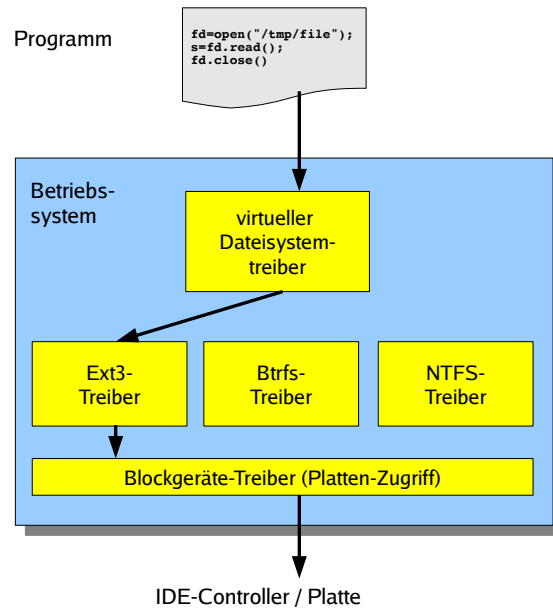 Programm
fd=open("/tmp/file");
s=fd.read();
fd.close()
Betriebs-
system
virtueller
Dateisystem-
treiber
Ext3-
Treiber
Btrfs-
Treiber
NTFS-
Treiber
Blockgeräte-Treiber (Platten-Zugriff)
IDE-Controller / Platte